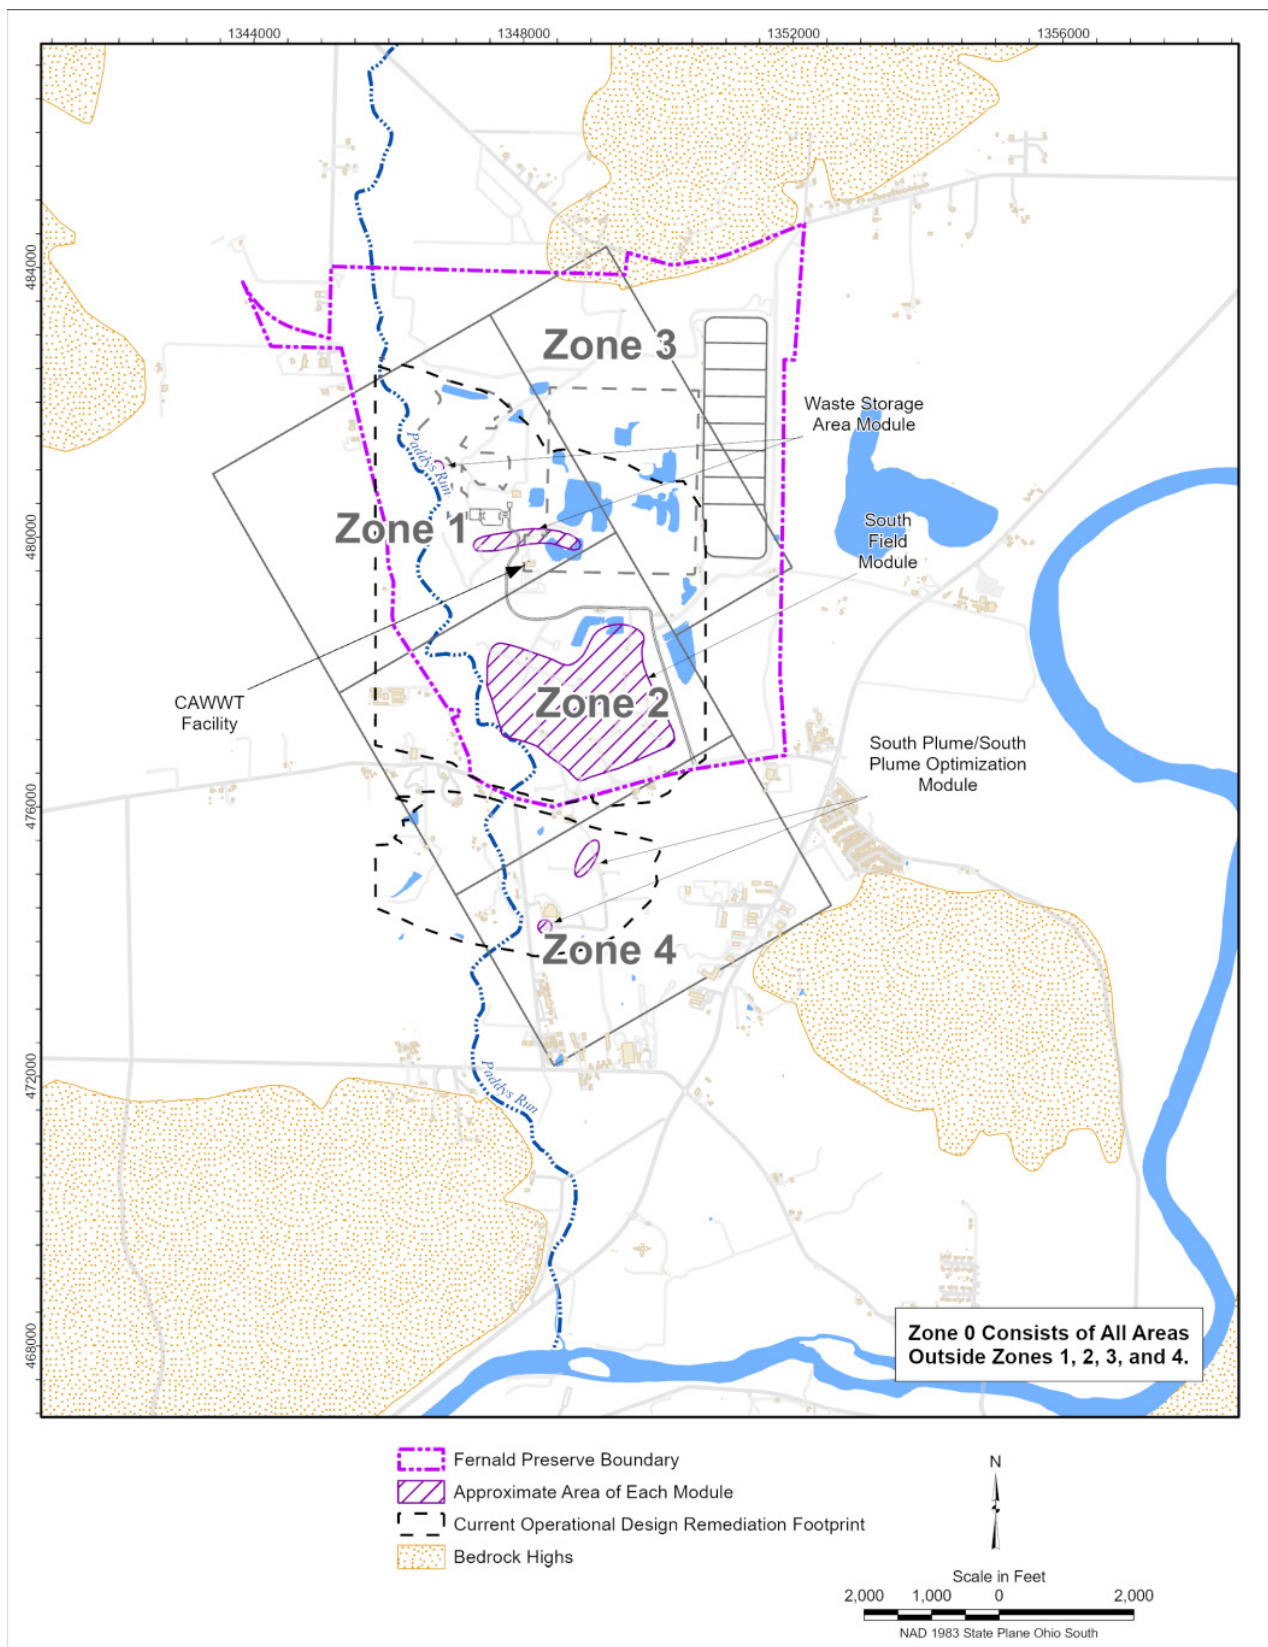 1344000
1348000
1352000
1356000
484000
480000
476000
472000
468000
Zone 3
Waste Storage
Area Module
Paddys Run
Zone 1
South
Field
Module
CAWWT
Facility
Zone 2
South Plume/South
Plume Optimization
Module
Zone 4
Paddys Run
Zone 0 Consists of All Areas
Outside Zones 1, 2, 3, and 4.
Fernald Preserve Boundary
Approximate Area of Each Module
Current Operational Design Remediation Footprint
Bedrock Highs
N
Scale in Feet
2,000 1,000 0 2,000
NAD 1983 State Plane Ohio South